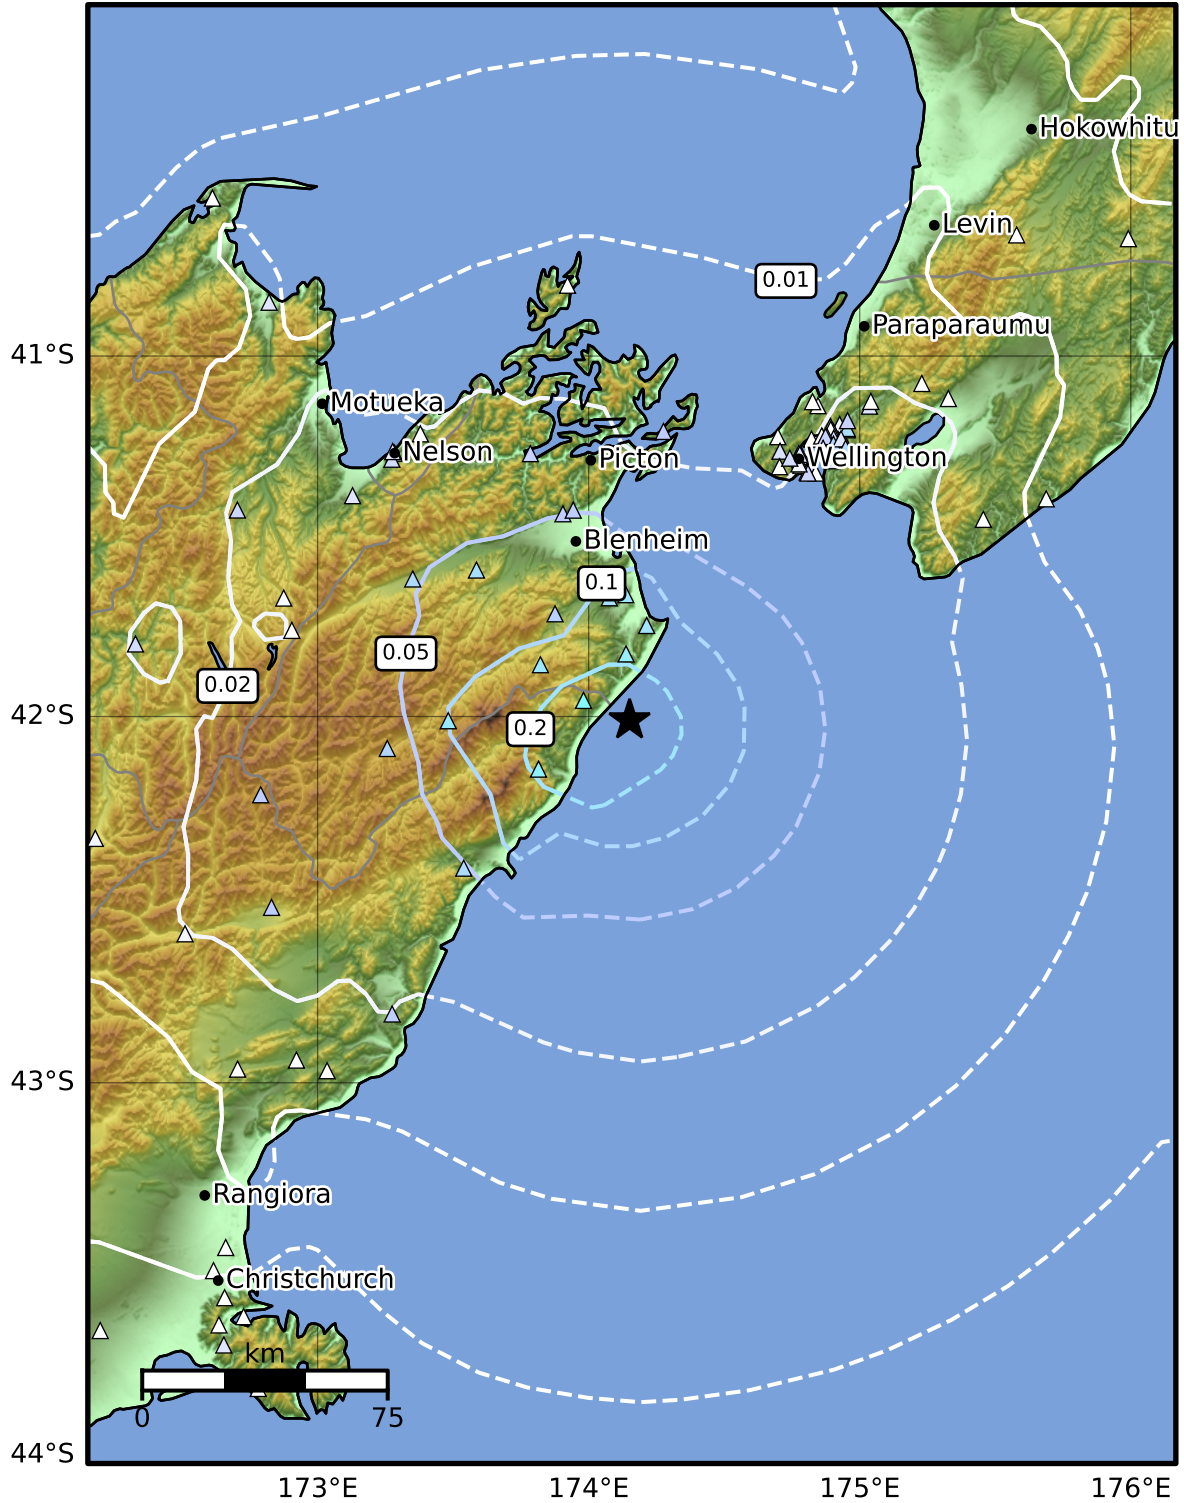 Hokowhitu
Levin
0.01
Paraparaumu
41°S
Motueka
Nelson
Picton
Wellington
Blenheim
0.1
0.05
0.02
42°S
0.2
43°S
Rangiora
Christchurch
km
0 75
44°S
173°E 174°E 175°E 176°E